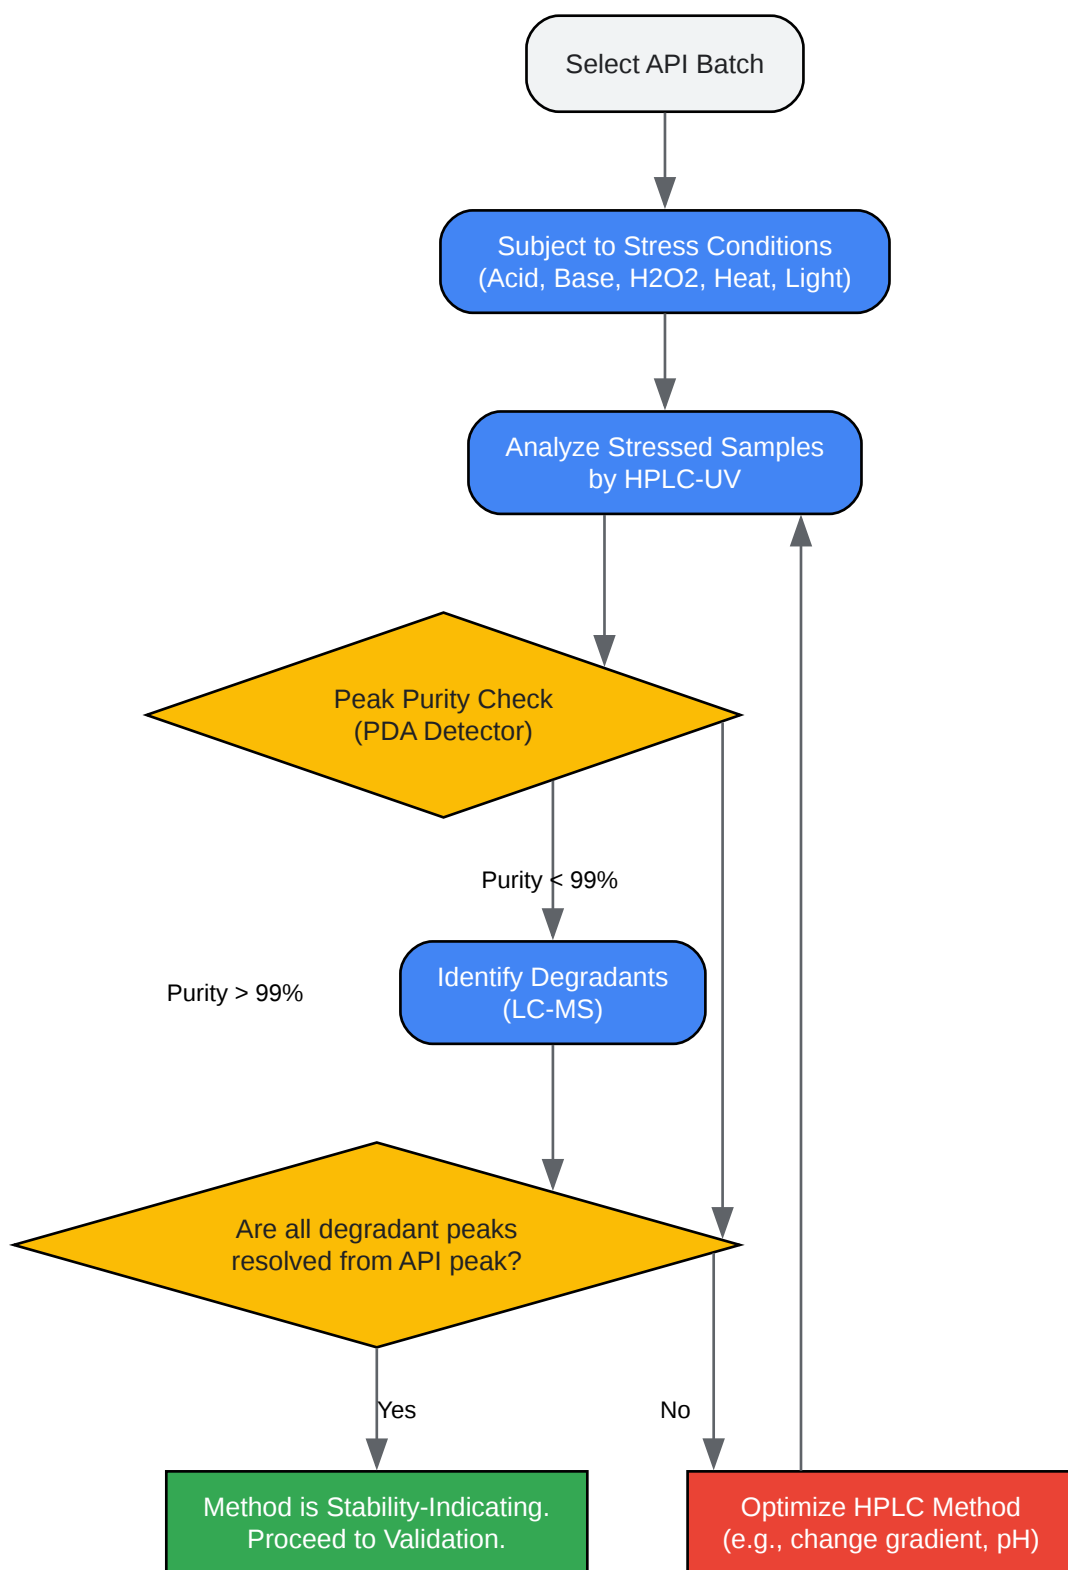 Select API Batch
Subject to Stress Conditions
(Acid, Base, H2O2, Heat, Light)
Analyze Stressed Samples
by HPLC-UV
Peak Purity Check
(PDA Detector)
Purity < 99%
Identify Degradants
(LC-MS)
Purity > 99%
Are all degradant peaks
resolved from API peak?
Yes
No
Method is Stability-Indicating.
Proceed to Validation.
Optimize HPLC Method
(e.g., change gradient, pH)